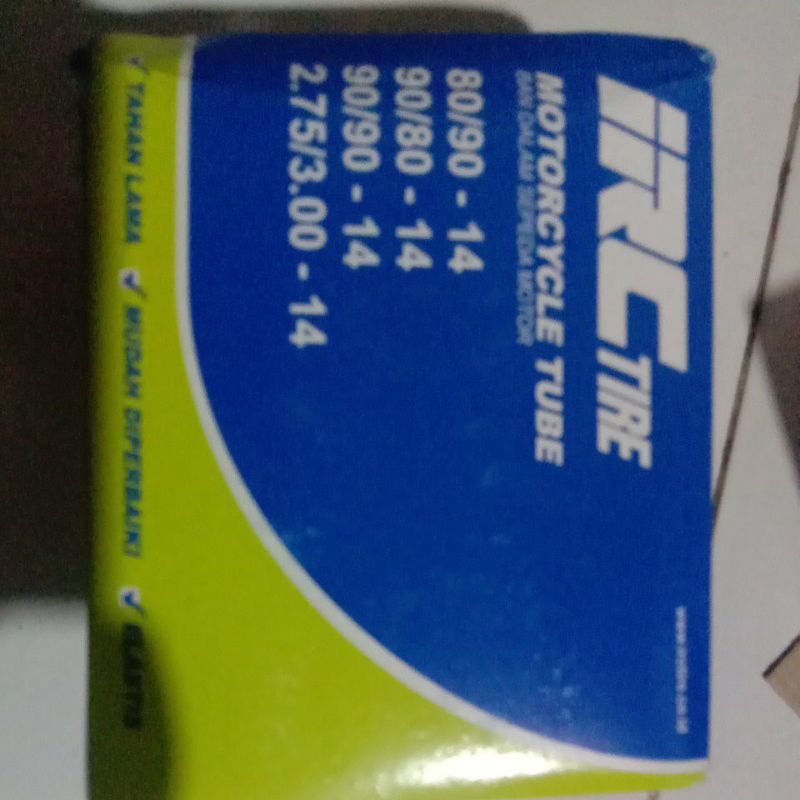 iRC TIRE
MOTORCYCLE TUBE
BAN DALAM SEPEDA MOTOR
80/90 - 14
90/80 - 14
90/90 - 14
2.75/3.00 - 14
TAHAN LAMA
MUDAH DIPERBAIKI
ELASTIS